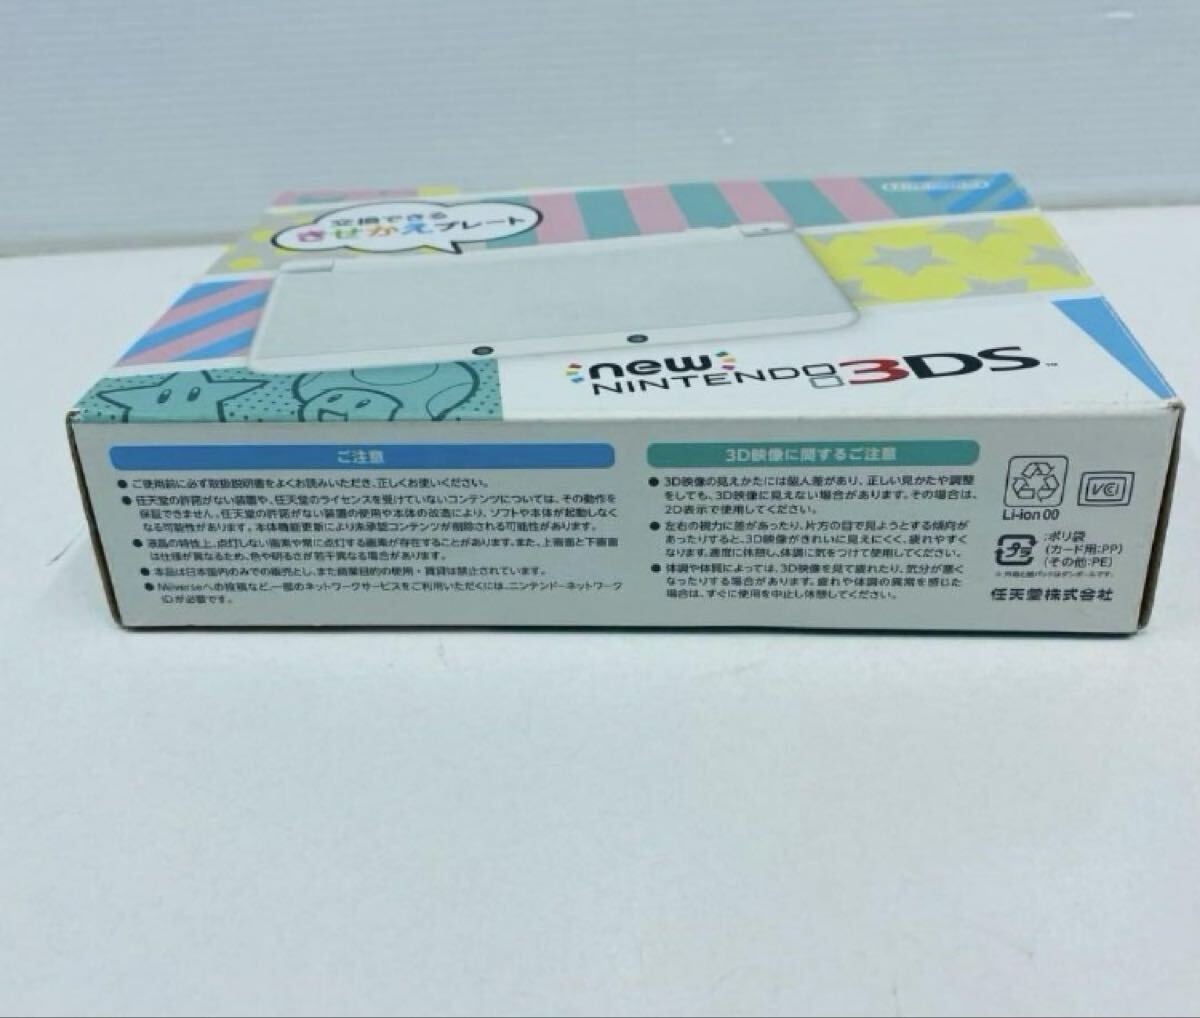 Nintendo
交換できる
きせかえプレート
new
NINTENDO 3DS™
ご注意
● ご使用前に必ず取扱説明書をよくお読みいただき、正しくお使いください。
● 任天堂の許諾がない装置や、任天堂のライセンスを受けていないコンテンツについては、その動作を
保証できません。任天堂の許諾がない装置の使用や本体の改造により、ソフトや本体が起動しなく
なる可能性があります。本体機能更新により未承認コンテンツが削除される可能性があります。
● 液晶の特性上、点灯しない画素や常に点灯する画素が存在することがあります。また、上画面と下画面
は仕様が異なるため、色や明るさが若干異なる場合があります。
● 本品は日本国内のみでの販売とし、また商業目的の使用・賃貸は禁止されています。
● Miiverseへの投稿など、一部のネットワークサービスをご利用いただくには、ニンテンドーネットワーク
IDが必要です。
3D映像に関するご注意
● 3D映像の見えかたには個人差があり、正しい見かたや調整
をしても、3D映像に見えない場合があります。その場合は、
2D表示で使用してください。
● 左右の視力に差があったり、片方の目で見ようとする傾向が
あったりすると、3D映像がきれいに見えにくく、疲れやすく
なります。適度に休憩し、体調に気をつけて使用してください。
● 体調や体質によっては、3D映像を見て疲れたり、気分が悪く
なったりする場合があります。疲れや体調の異常を感じた
場合は、すぐに使用を中止し休憩してください。
Li-ion 00
VCCI
プラ
:ポリ袋
(カード用:PP)
(その他:PE)
※ 外箱と紙パッドはダンボールです。
任天堂株式会社